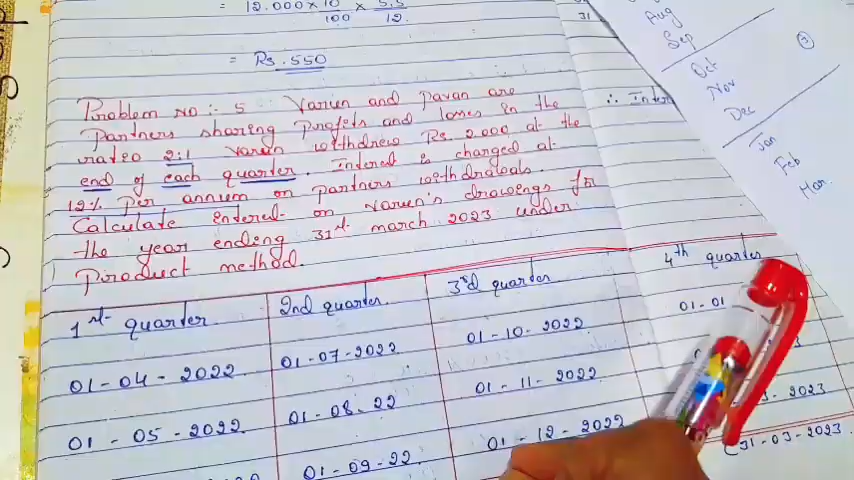 = 12.000 × 10 / 100 × 5.5 / 12.
= Rs. 550
31
Aug
Sep
Oct
Nov
Dec
Jan
Feb
Mar.
Problem No :- 5 Varun and Pavan are
Partners sharing Profits and losses in the
ratio 2:1 Varun withdrew Rs. 2.000 at the
end of each quarter. Interest is charged at
12% Per annum on Partners withdrawals.
Calculate interest on Varun's drawings for
the year ending 31st march 2023 under
Product method.
1st quarter 2nd quarter 3rd quarter 4th quarter
01-04-2022 01-07-2022 01-10-2022 01-01
01-05-2022 01-08-22 01-11-2022
01-09-22 01-12-2022 2023
(31-03-2023